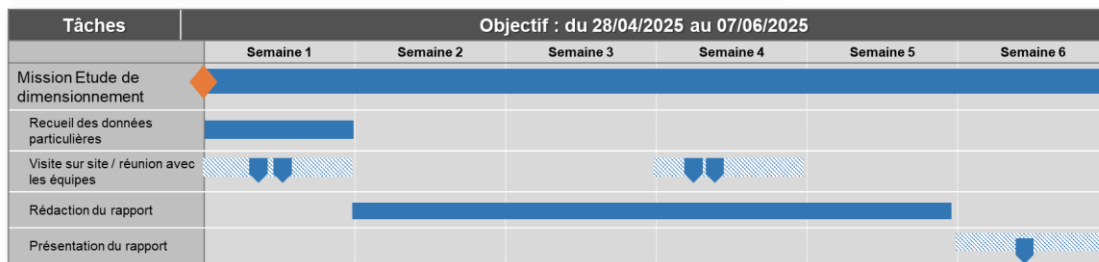 Tâches
Objectif : du 28/04/2025 au 07/06/2025
Semaine 1
Semaine 2
Semaine 3
Semaine 4
Semaine 5
Semaine 6
Mission Etude de
dimensionnement
Recueil des données
particulières
Visite sur site / réunion avec
les équipes
Rédaction du rapport
Présentation du rapport